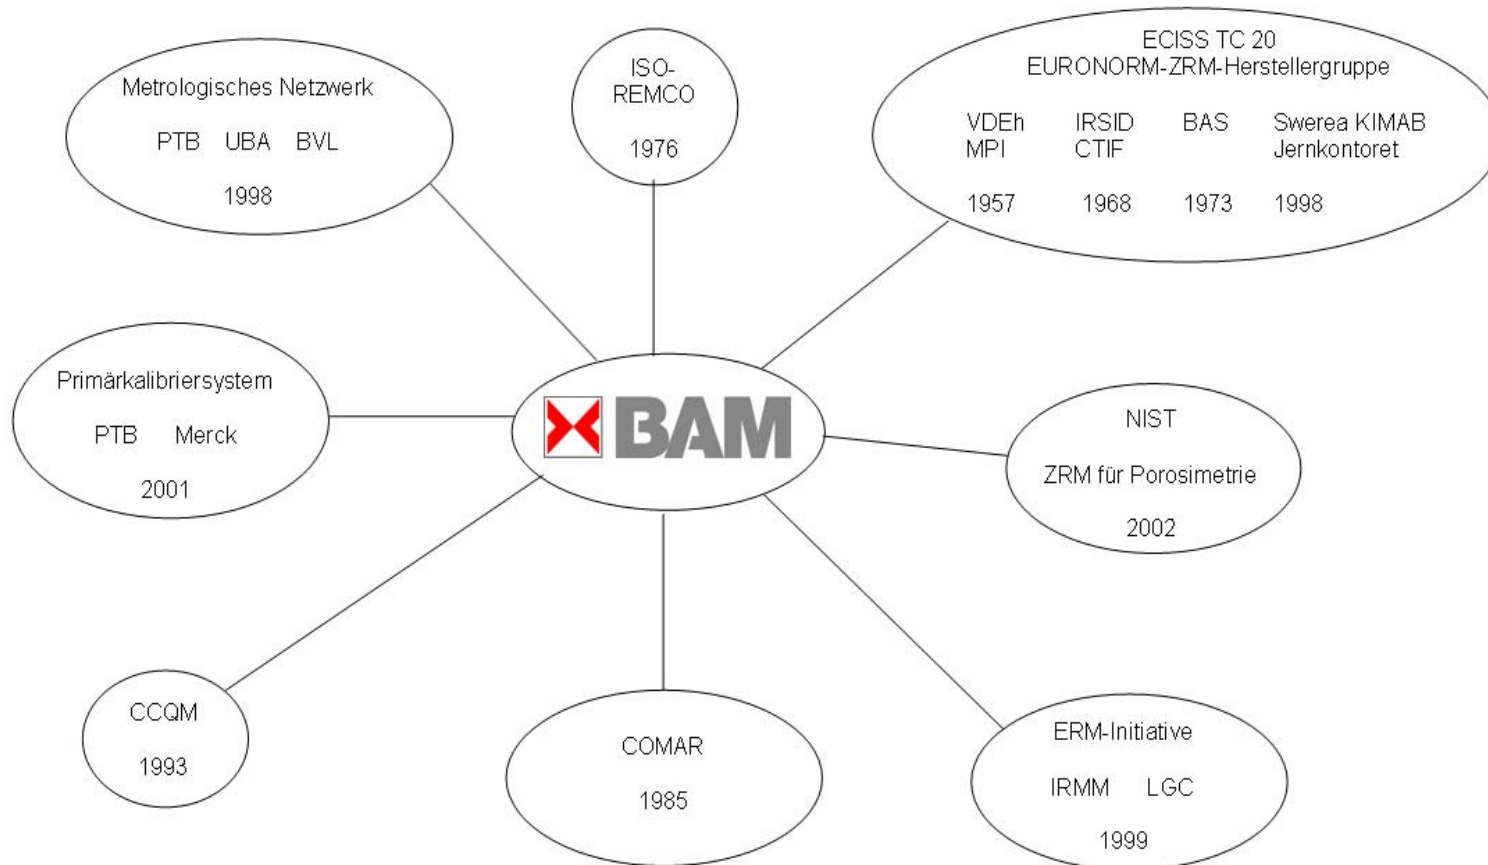 Metrologisches Netzwerk
PTB UBA BVL
1998
ISO-
REMCO
1976
ECISS TC 20
EURONORM-ZRM-Herstellergruppe
VDEh IRSID BAS Swerea KIMAB
MPI CTIF Jernkontoret
1957 1968 1973 1998
Primärkalibriersystem
PTB Merck
2001
BAM
NIST
ZRM für Porosimetrie
2002
CCQM
1993
COMAR
1985
ERM-Initiative
IRMM LGC
1999